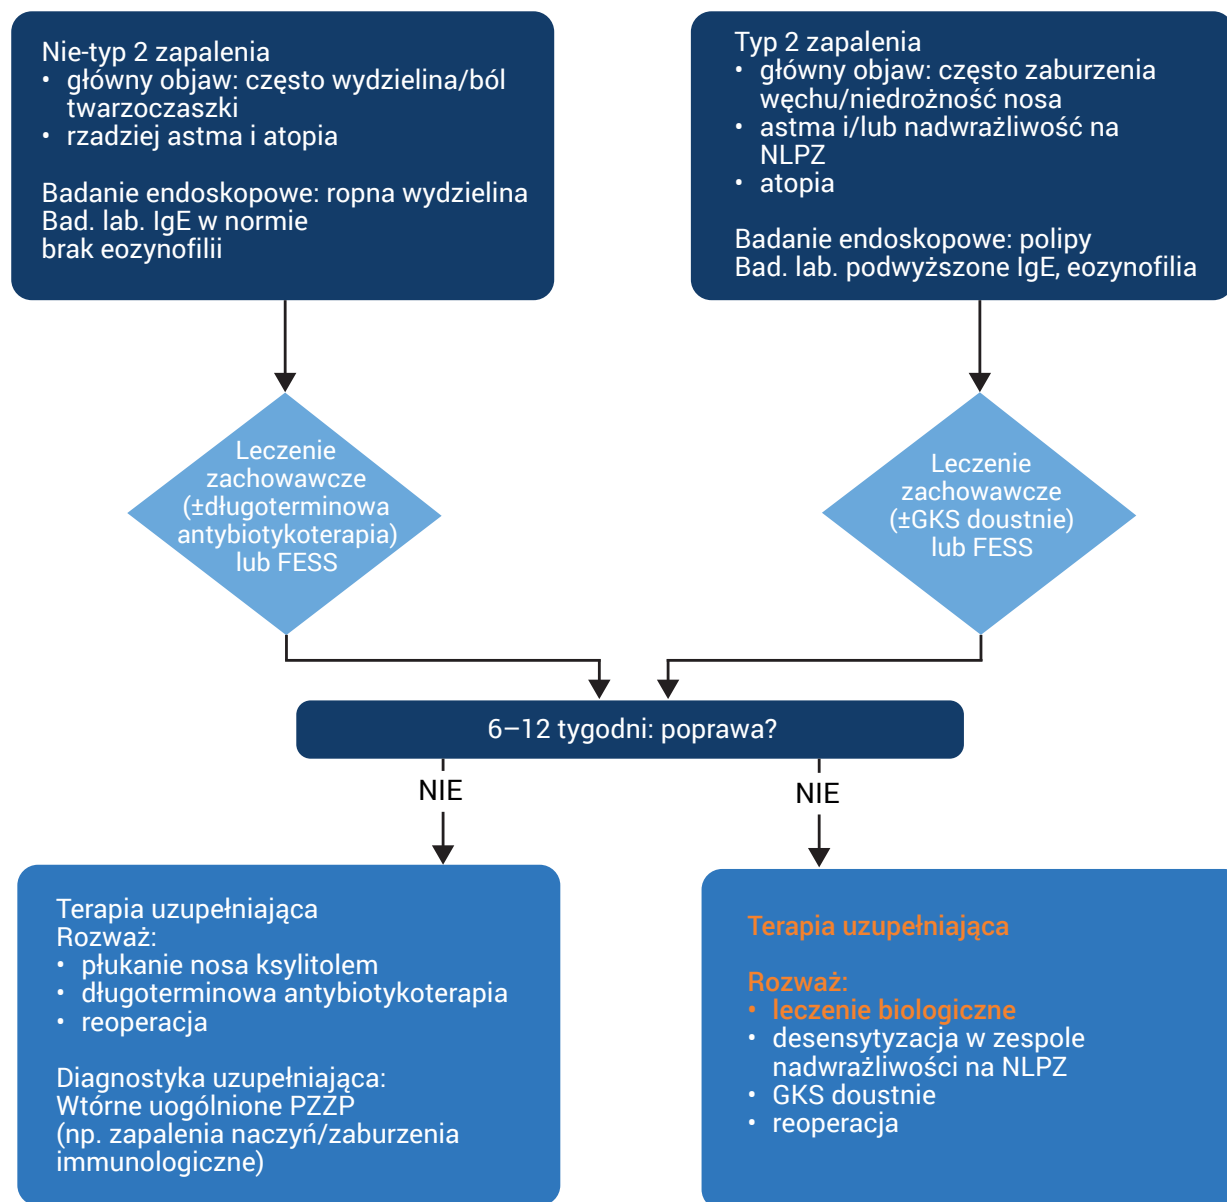 Nie-typ 2 zapalenia
• główny objaw: często wydzielina/ból
twarzoczaszki
• rzadziej astma i atopia
Badanie endoskopowe: ropna wydzielina
Bad. lab. IgE w normie
brak eozynofilii
Typ 2 zapalenia
• główny objaw: często zaburzenia
węchu/niedrożność nosa
• astma i/lub nadwrażliwość na
NLPZ
• atopia
Badanie endoskopowe: polipy
Bad. lab. podwyższone IgE, eozynofilia
Leczenie
zachowawcze
(±długoterminowa
antybiotykoterapia)
lub FESS
Leczenie
zachowawcze
(±GKS doustnie)
lub FESS
6–12 tygodni: poprawa?
NIE
NIE
Terapia uzupełniająca
Rozważ:
• płukanie nosa ksylitolem
• długoterminowa antybiotykoterapia
• reoperacja
Diagnostyka uzupełniająca:
Wtórne uogólnione PZZP
(np. zapalenia naczyń/zaburzenia
immunologiczne)
Terapia uzupełniająca
Rozważ:
• leczenie biologiczne
• desensytyzacja w zespole
nadwrażliwości na NLPZ
• GKS doustnie
• reoperacja